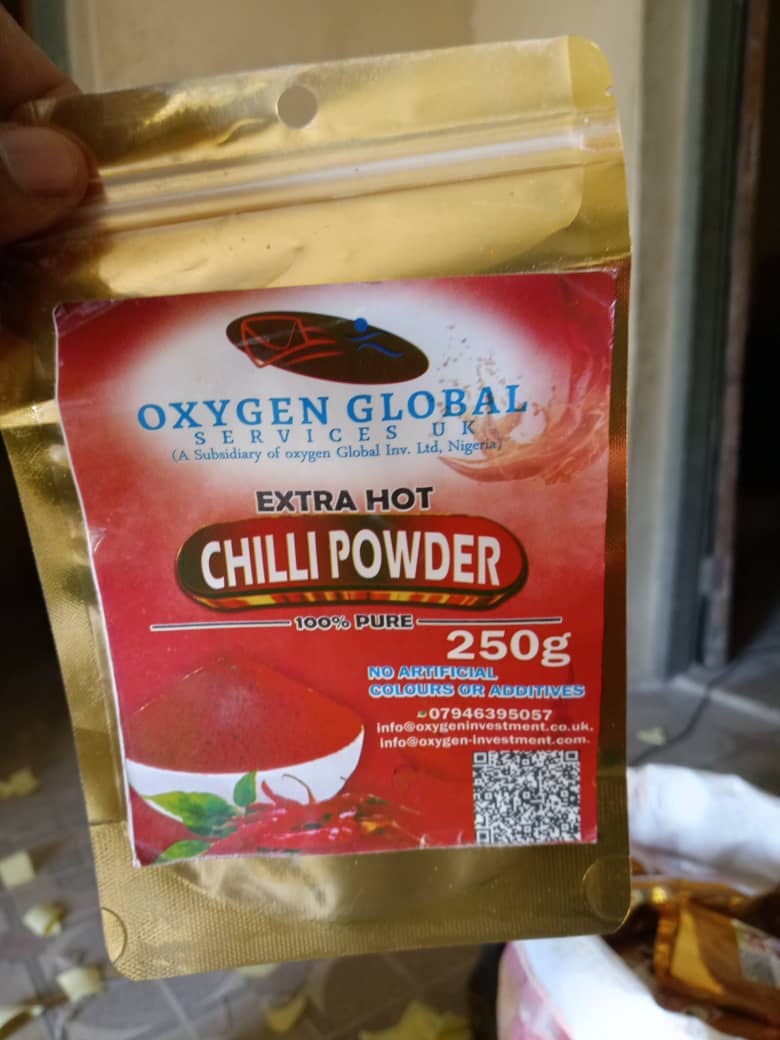 OXYGEN GLOBAL
SERVICES UK
(A Subsidiary of oxygen Global Inv. Ltd, Nigeria)
EXTRA HOT
CHILLI POWDER
100% PURE
250g
NO ARTIFICIAL
COLOURS OR ADDITIVES
07946395057
info@oxygeninvestment.co.uk,
info@oxygen-investment.com.